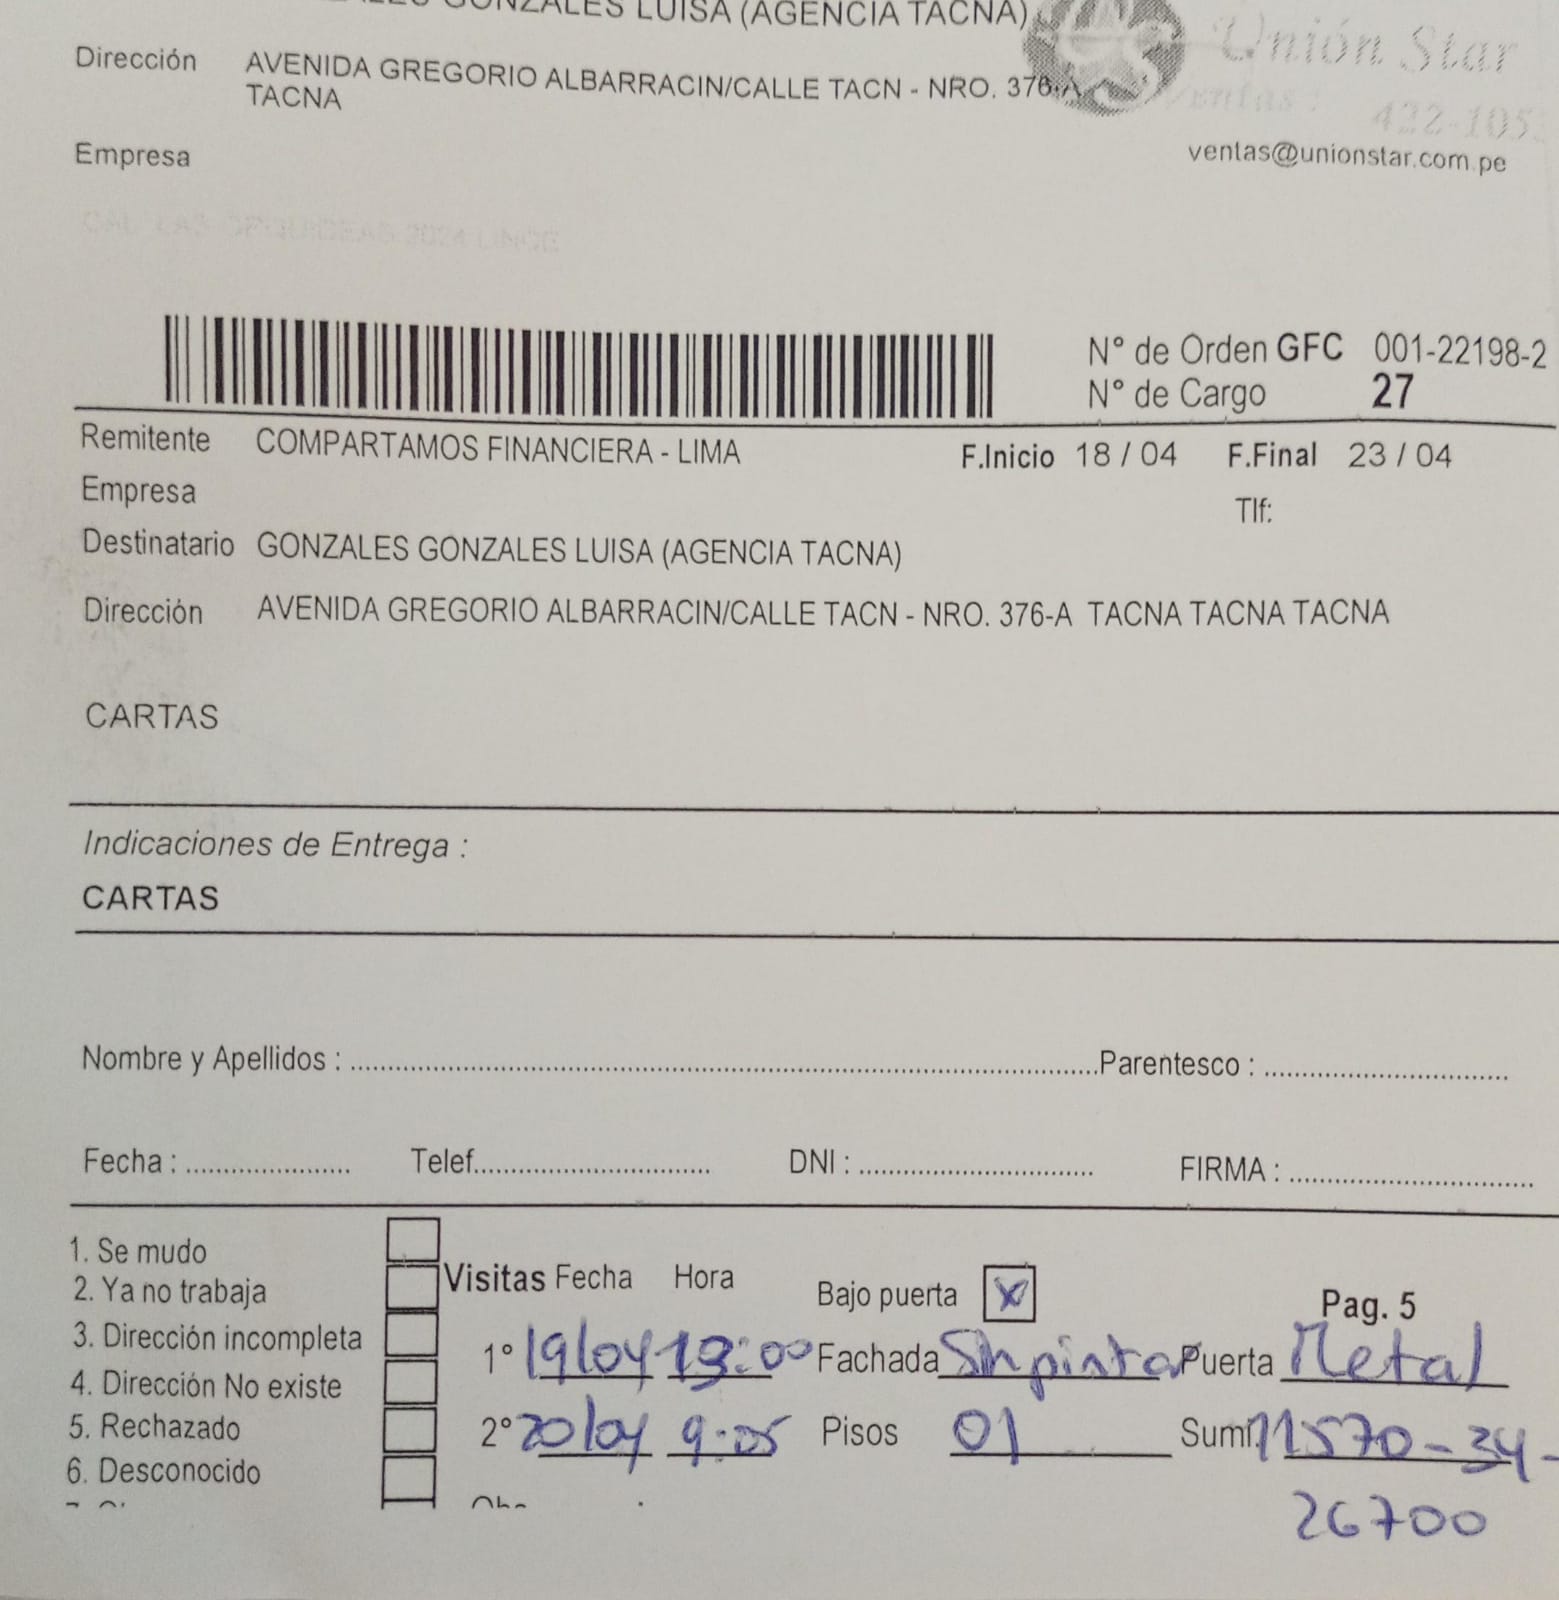 GONZALES LUISA (AGENCIA TACNA)
Unión Star
Dirección AVENIDA GREGORIO ALBARRACIN/CALLE TACN - NRO. 376-A
TACNA
Ventas :
422-105
Empresa
ventas@unionstar.com.pe
2024 LINCE
N° de Orden GFC 001-22198-2
N° de Cargo 27
Remitente COMPARTAMOS FINANCIERA - LIMA F.Inicio 18 / 04 F.Final 23 / 04
Empresa
Tlf:
Destinatario GONZALES GONZALES LUISA (AGENCIA TACNA)
Dirección AVENIDA GREGORIO ALBARRACIN/CALLE TACN - NRO. 376-A TACNA TACNA TACNA
CARTAS
Indicaciones de Entrega :
CARTAS
Nombre y Apellidos : Parentesco :
Fecha : Telef. DNI : FIRMA :
1. Se mudo
2. Ya no trabaja
3. Dirección incompleta
4. Dirección No existe
5. Rechazado
6. Desconocido
Visitas Fecha Hora
1° 19/04 13:00
2° 20/04 9:05
Bajo puerta X
Fachada Sin pintar
Pisos 01
Pag. 5
Puerta Metal
Sumi. 11570-34-
26700